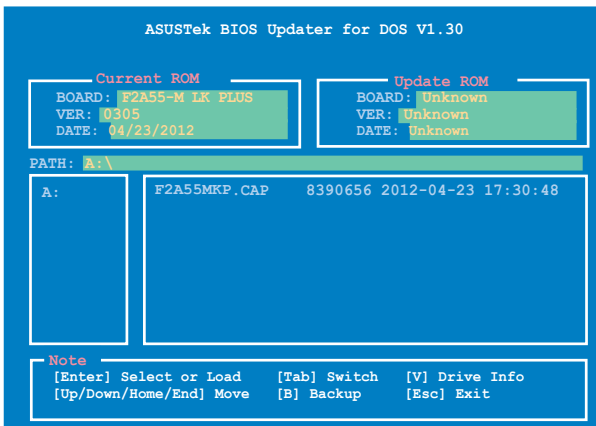 ASUSTek BIOS Updater for DOS V1.30
Current ROM
BOARD: F2A55-M LK PLUS
VER: 0305
DATE: 04/23/2012
Update ROM
BOARD: Unknown
VER: Unknown
DATE: Unknown
PATH: A:\
A:
F2A55MKP.CAP 8390656 2012-04-23 17:30:48
Note
[Enter] Select or Load [Tab] Switch [V] Drive Info
[Up/Down/Home/End] Move [B] Backup [Esc] Exit